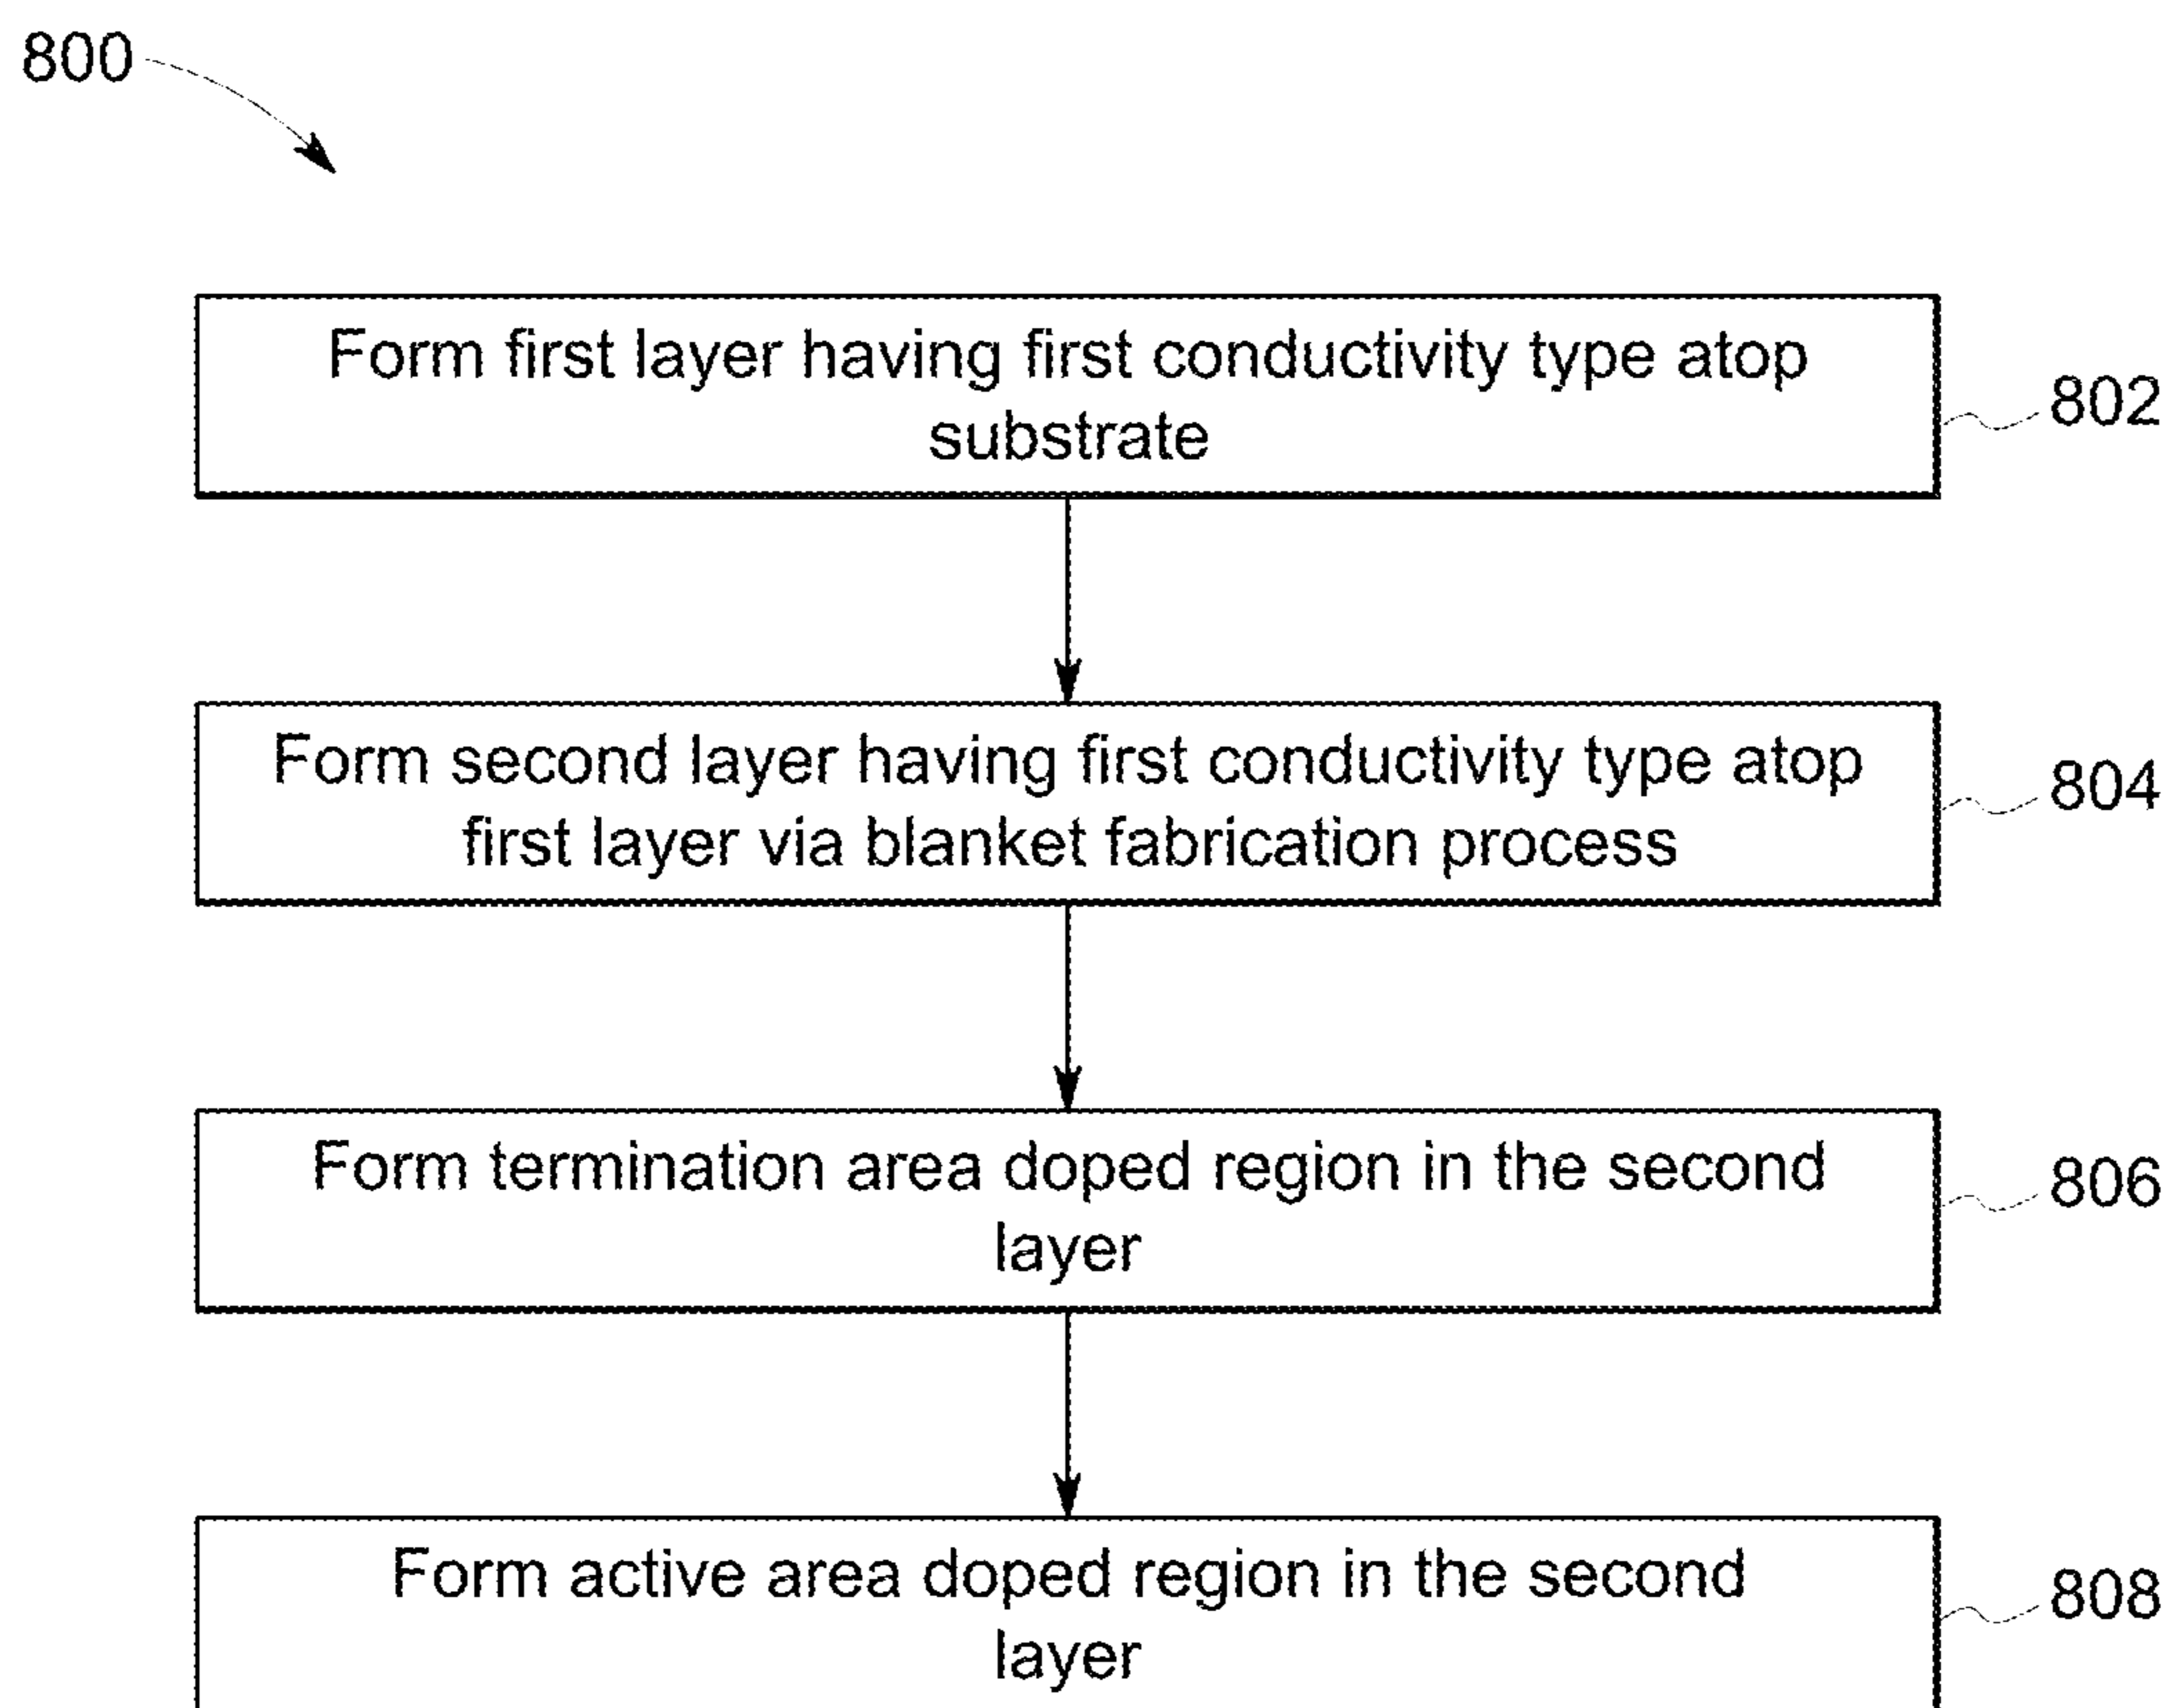 800
Form first layer having first conductivity type atop
substrate
802
Form second layer having first conductivity type atop
first layer via blanket fabrication process
804
Form termination area doped region in the second
layer
806
Form active area doped region in the second
layer
808